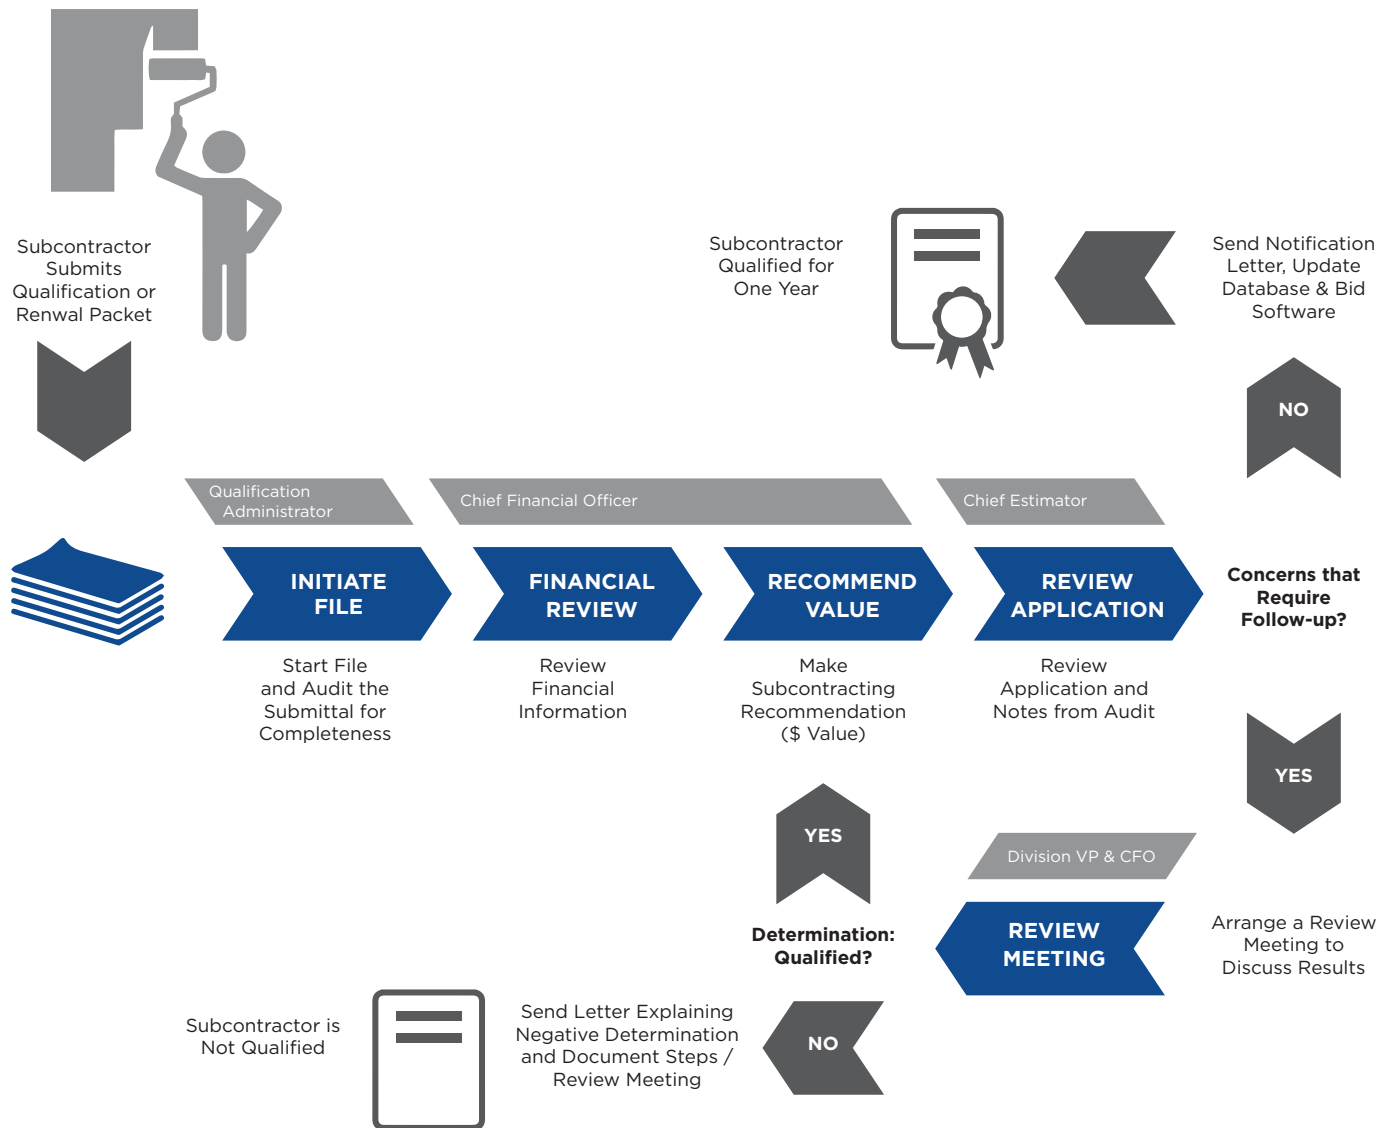 Subcontractor
Submits
Qualification or
Renwal Packet
Subcontractor
Qualified for
One Year
Send Notification
Letter, Update
Database & Bid
Software
NO
Qualification
Administrator
Chief Financial Officer
Chief Estimator
INITIATE
FILE
FINANCIAL
REVIEW
RECOMMEND
VALUE
REVIEW
APPLICATION
Concerns that
Require
Follow-up?
Start File
and Audit the
Submittal for
Completeness
Review
Financial
Information
Make
Subcontracting
Recommendation
($ Value)
Review
Application and
Notes from Audit
YES
YES
Division VP & CFO
Determination:
Qualified?
REVIEW
MEETING
Arrange a Review
Meeting to
Discuss Results
Subcontractor is
Not Qualified
Send Letter Explaining
Negative Determination
and Document Steps /
Review Meeting
NO